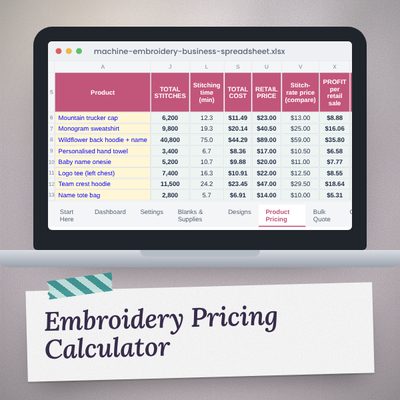 machine-embroidery-business-spreadsheet.xlsx
A J L S U V X
5 Product TOTAL STITCHES Stitching time (min) TOTAL COST RETAIL PRICE Stitch-rate price (compare) PROFIT per retail sale
6 Mountain trucker cap 6,200 12.3 $11.49 $23.00 $13.00 $8.88
7 Monogram sweatshirt 9,800 19.3 $20.14 $40.50 $25.00 $16.06
8 Wildflower back hoodie + name 40,800 75.0 $44.29 $89.00 $59.00 $35.80
9 Personalised hand towel 3,400 6.7 $8.36 $17.00 $10.50 $6.58
10 Baby name onesie 5,200 10.7 $9.88 $20.00 $11.00 $7.77
11 Logo tee (left chest) 7,400 16.3 $10.91 $22.00 $12.50 $8.55
12 Team crest hoodie 11,500 24.2 $23.45 $47.00 $29.50 $18.64
13 Name tote bag 2,800 5.7 $6.91 $14.00 $10.00 $5.31
Start Here Dashboard Settings Blanks & Supplies Designs Product Pricing Bulk Quote
Embroidery Pricing
Calculator